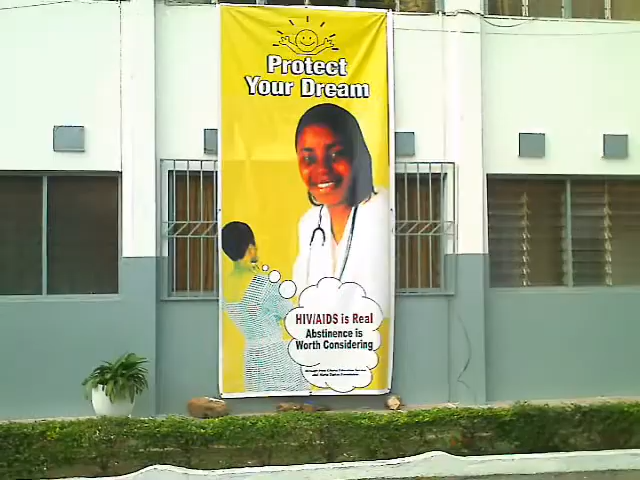 Protect
Your Dream
HIV/AIDS is Real
Abstinence is
Worth Considering